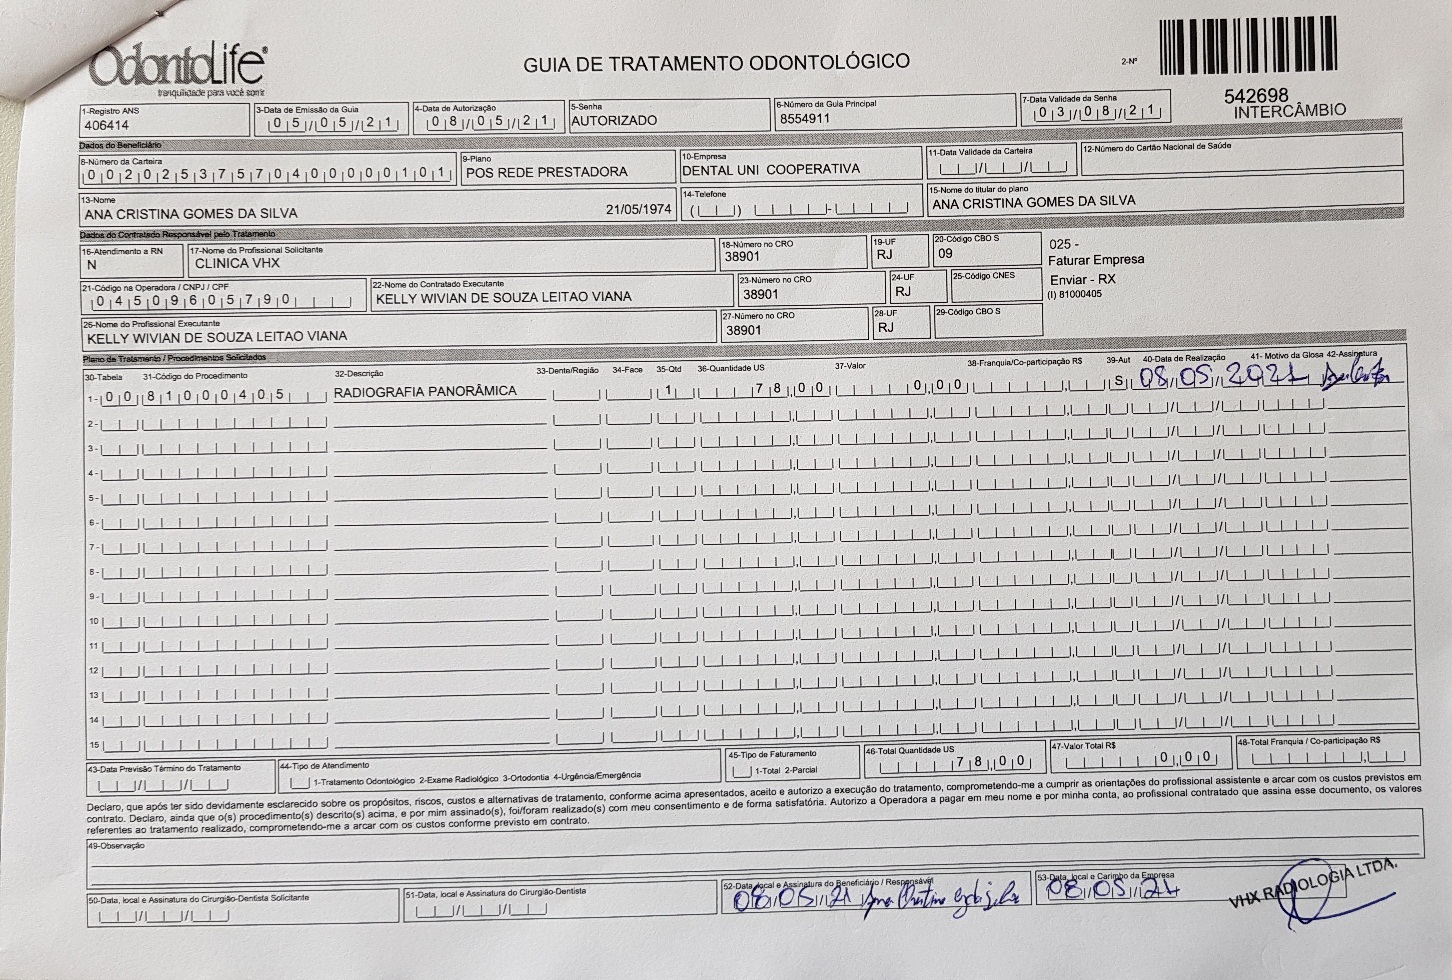 OdontoLife®
tranquilidade para você sorrir
GUIA DE TRATAMENTO ODONTOLÓGICO
2-Nº
542698
INTERCÂMBIO
1-Registro ANS
406414
3-Data de Emissão da Guia
05/05/21
4-Data de Autorização
08/05/21
5-Senha
AUTORIZADO
6-Número da Guia Principal
8554911
7-Data Validade da Senha
03/08/21
Dados do Beneficiário
8-Número da Carteira
00202537570400000101
9-Plano
POS REDE PRESTADORA
10-Empresa
DENTAL UNI COOPERATIVA
11-Data Validade da Carteira
12-Número do Cartão Nacional de Saúde
13-Nome
ANA CRISTINA GOMES DA SILVA 21/05/1974
14-Telefone
15-Nome do titular do plano
ANA CRISTINA GOMES DA SILVA
Dados do Contratado Responsável pelo Tratamento
16-Atendimento a RN
N
17-Nome do Profissional Solicitante
CLINICA VHX
18-Número no CRO
38901
19-UF
RJ
20-Código CBO S
09
025 -
Faturar Empresa
Enviar - RX
(I) 81000405
21-Código na Operadora / CNPJ / CPF
04509605790
22-Nome do Contratado Executante
KELLY WIVIAN DE SOUZA LEITAO VIANA
23-Número no CRO
38901
24-UF
RJ
25-Código CNES
26-Nome do Profissional Executante
KELLY WIVIAN DE SOUZA LEITAO VIANA
27-Número no CRO
38901
28-UF
RJ
29-Código CBO S
Plano de Tratamento / Procedimentos Solicitados
30-Tabela 31-Código do Procedimento 32-Descrição 33-Dente/Região 34-Face 35-Qtd 36-Quantidade US 37-Valor 38-Franquia/Co-participação R$ 39-Aut 40-Data de Realização 41- Motivo da Glosa 42-Assinatura
1- 00 81000405 RADIOGRAFIA PANORÂMICA 1 78,00 0,00 S 08/05/2021
2-
3-
4-
5-
6-
7-
8-
9-
10
11
12
13
14
15
43-Data Previsão Término do Tratamento
44-Tipo de Atendimento
1-Tratamento Odontológico 2-Exame Radiológico 3-Ortodontia 4-Urgência/Emergência
45-Tipo de Faturamento
1-Total 2-Parcial
46-Total Quantidade US
78,00
47-Valor Total R$
0,00
48-Total Franquia / Co-participação R$
Declaro, que após ter sido devidamente esclarecido sobre os propósitos, riscos, custos e alternativas de tratamento, conforme acima apresentados, aceito e autorizo a execução do tratamento, comprometendo-me a cumprir as orientações do profissional assistente e arcar com os custos previstos em
contrato. Declaro, ainda que o(s) procedimento(s) descrito(s) acima, e por mim assinado(s), foi/foram realizado(s) com meu consentimento e de forma satisfatória. Autorizo a Operadora a pagar em meu nome e por minha conta, ao profissional contratado que assina esse documento, os valores
referentes ao tratamento realizado, comprometendo-me a arcar com os custos conforme previsto em contrato.
49-Observação
50-Data, local e Assinatura do Cirurgião-Dentista Solicitante
51-Data, local e Assinatura do Cirurgião-Dentista
52-Data, local e Assinatura do Beneficiário / Responsável
08/05/21 Ana Cristina
53-Data, local e Carimbo da Empresa
08/05/21
VHX RADIOLOGIA LTDA.